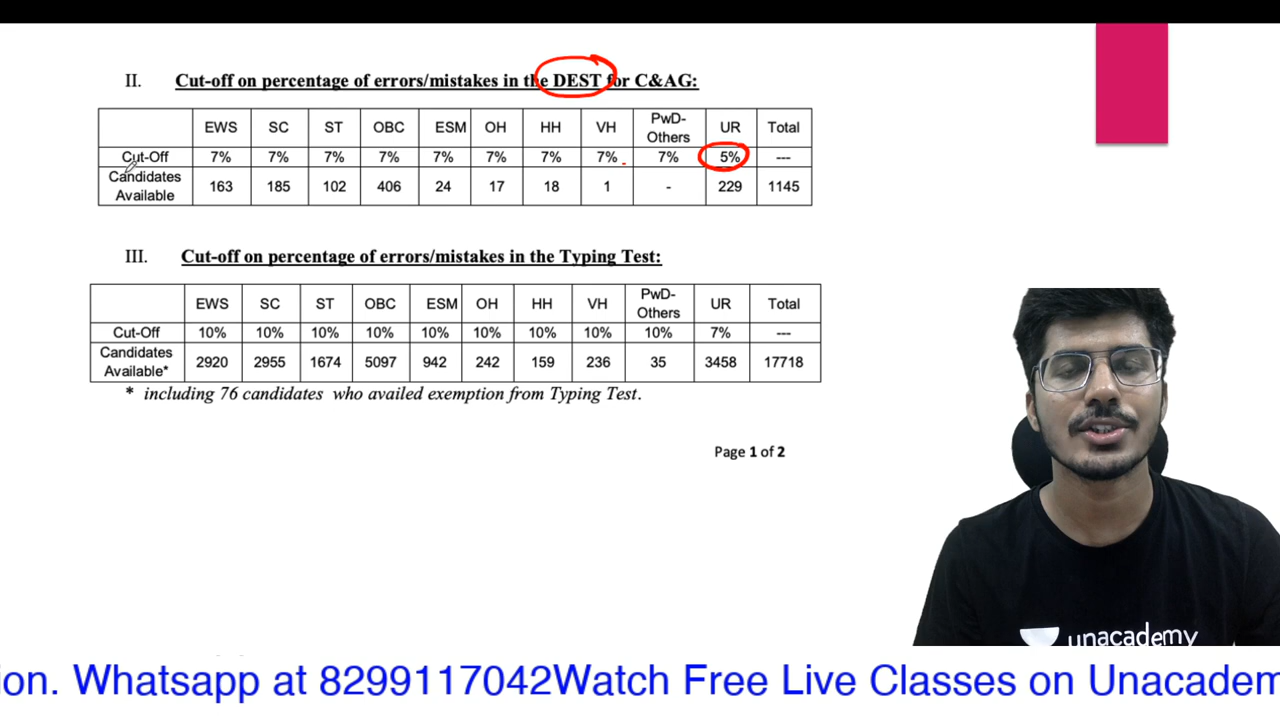 II. Cut-off on percentage of errors/mistakes in the DEST for C&AG:
EWS SC ST OBC ESM OH HH VH PwD-Others UR Total
Cut-Off 7% 7% 7% 7% 7% 7% 7% 7% 7% 5% ---
Candidates Available 163 185 102 406 24 17 18 1 - 229 1145
III. Cut-off on percentage of errors/mistakes in the Typing Test:
EWS SC ST OBC ESM OH HH VH PwD-Others UR Total
Cut-Off 10% 10% 10% 10% 10% 10% 10% 10% 10% 7% ---
Candidates Available* 2920 2955 1674 5097 942 242 159 236 35 3458 17718
* including 76 candidates who availed exemption from Typing Test.
Page 1 of 2
unacademy
ion. Whatsapp at 8299117042Watch Free Live Classes on Unacadem